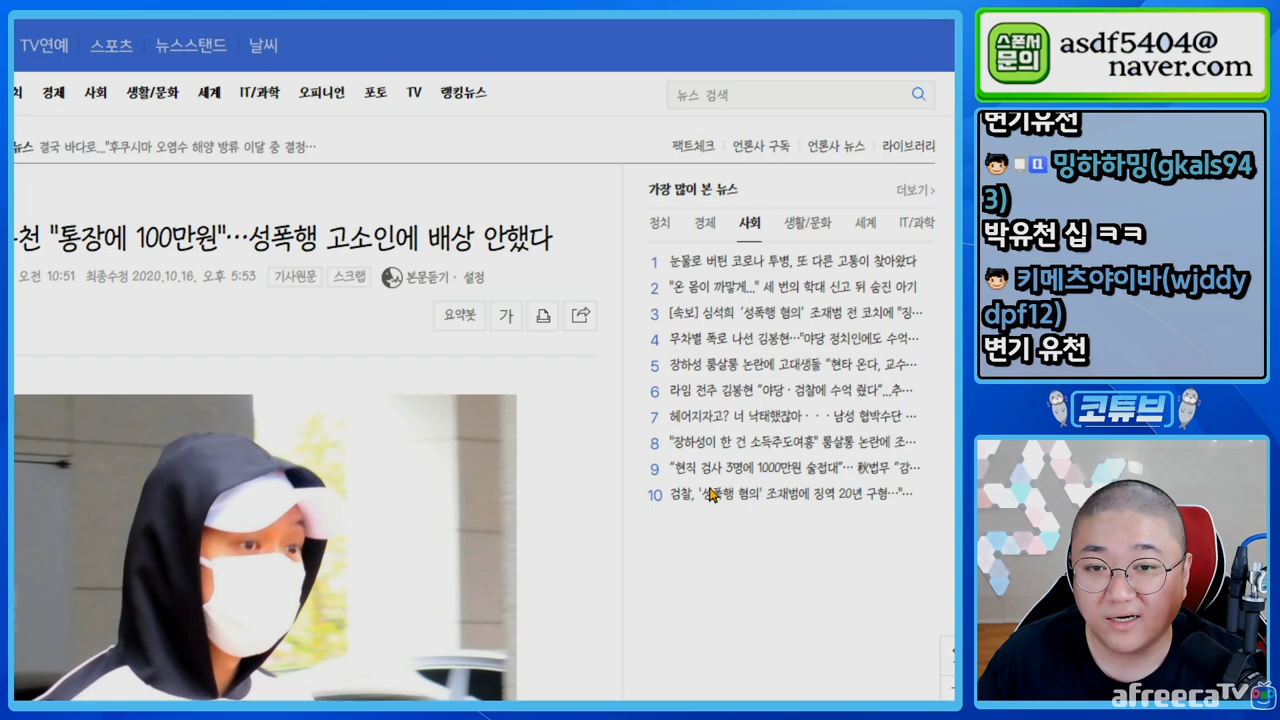 TV연예 스포츠 뉴스스탠드 날씨
경제 사회 생활/문화 세계 IT/과학 오피니언 포토 TV 랭킹뉴스
뉴스 검색
뉴스 결국 바다로..."후쿠시마 오염수 해양 방류 이달 중 결정…
팩트체크 언론사 구독 언론사 뉴스 라이브러리
천 "통장에 100만원"…성폭행 고소인에 배상 안했다
오전 10:51 최종수정 2020.10.16. 오후 5:53 기사원문 스크랩 본문듣기 · 설정
요약봇 가
가장 많이 본 뉴스 더보기 ›
정치 경제 사회 생활/문화 세계 IT/과학
1 눈물로 버틴 코로나 투병, 또 다른 고통이 찾아왔다
2 "온 몸이 까맣게..." 세 번의 학대 신고 뒤 숨진 아기
3 [속보] 심석희 '성폭행 혐의' 조재범 전 코치에 "징…
4 무차별 폭로 나선 김봉현…"야당 정치인에도 수억…
5 장하성 룸살롱 논란에 고대생들 "현타 온다, 교수…
6 라임 전주 김봉현 "야당·검찰에 수억 줬다"...추…
7 헤어지자고? 너 낙태했잖아···남성 협박수단 …
8 "장하성이 한 건 소득주도여흥" 룸살롱 논란에 조…
9 "현직 검사 3명에 1000만원 술접대"… 秋법무 "감…
10 검찰, '성폭행 혐의' 조재범에 징역 20년 구형…"…
스폰서
문의
asdf5404@
naver.com
변기유천
밍하하밍(gkals94
3)
박유천 십 ㅋㅋ
키메츠야이바(wjddy
dpf12)
변기 유천
코튜브
afreecaTV